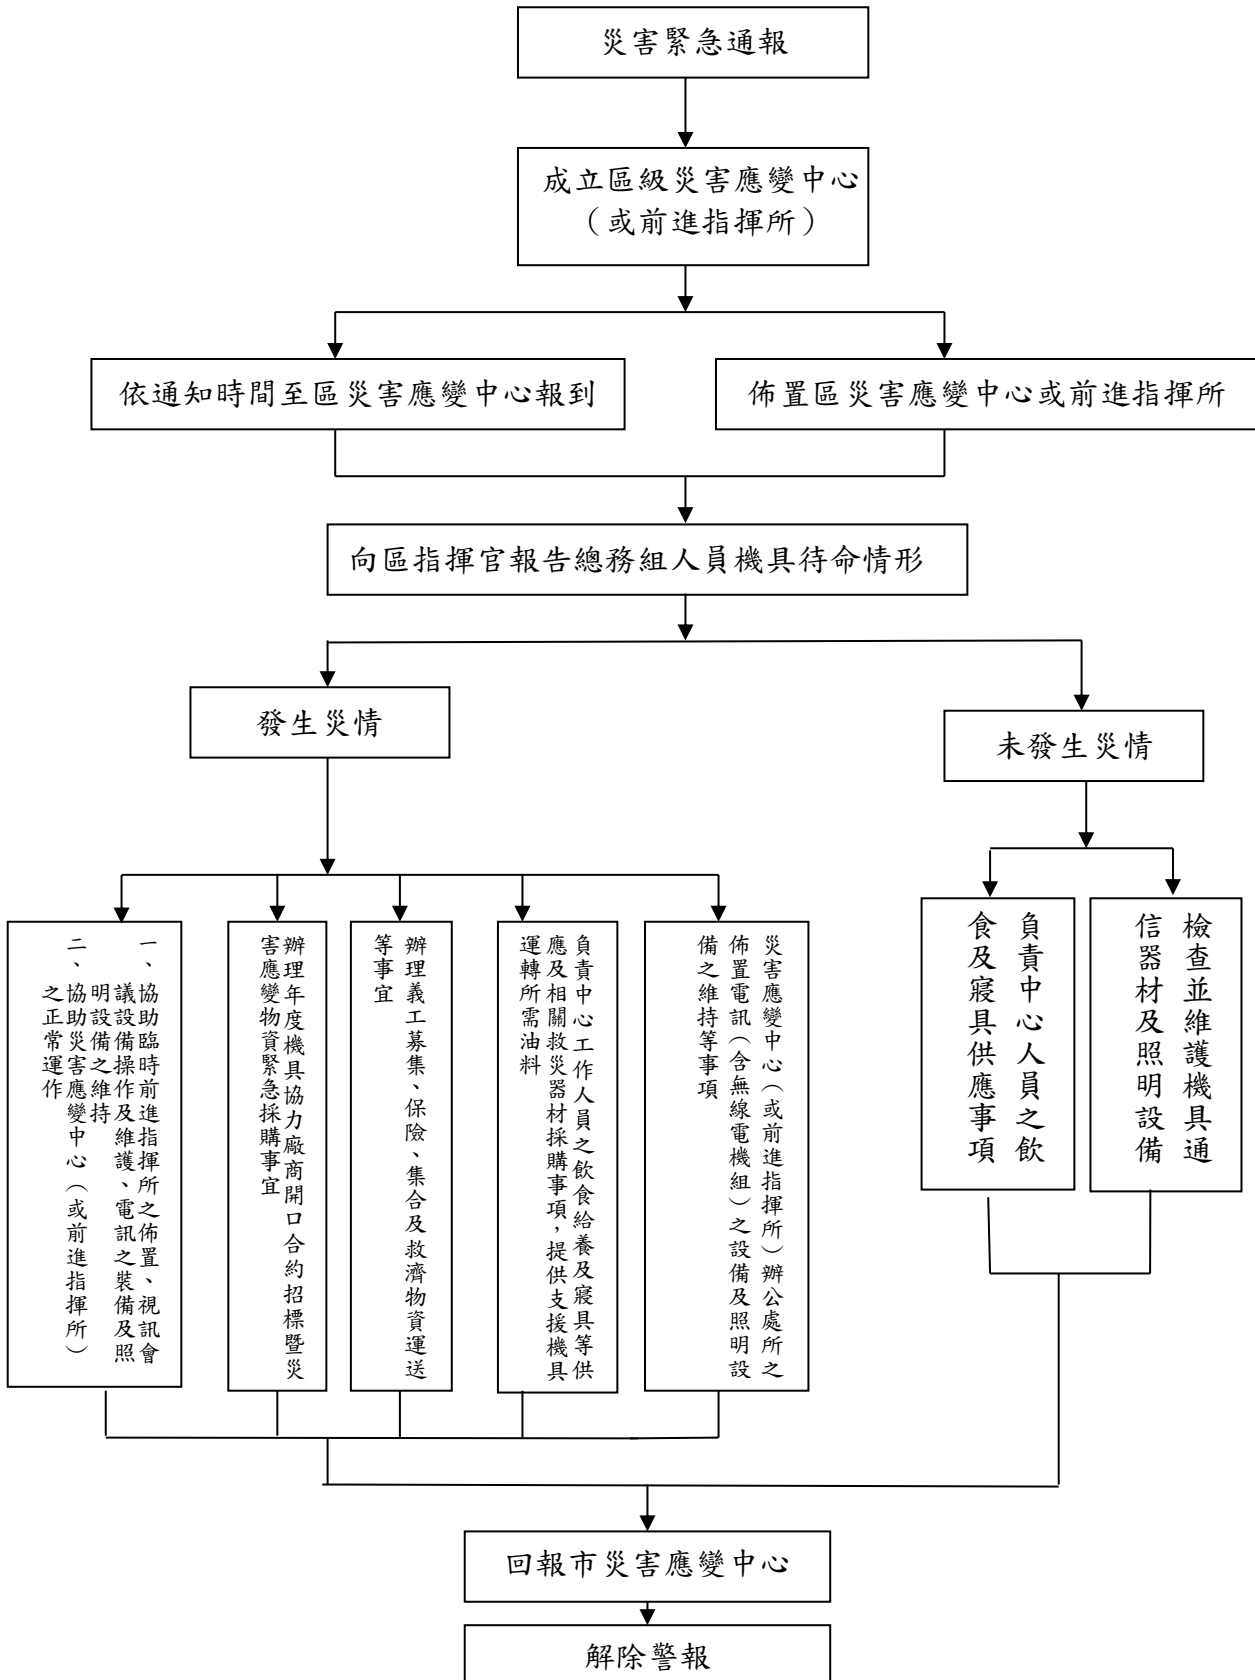 災害緊急通報
成立區級災害應變中心
（或前進指揮所）
依通知時間至區災害應變中心報到
佈置區災害應變中心或前進指揮所
向區指揮官報告總務組人員機具待命情形
發生災情
未發生災情
一、協助臨時前進指揮所之佈置、視訊會
議設備操作及維護、電訊之裝備及照
明設備之維持
二、協助災害應變中心（或前進指揮所）
之正常運作
辦理年度機具協力廠商開口合約招標暨災
害應變物資緊急採購事宜
辦理義工募集、保險、集合及救濟物資運送
等事宜
負責中心工作人員之飲食給養及寢具等供
應及相關救災器材採購事項，提供支援機具
運轉所需油料
災害應變中心（或前進指揮所）辦公處所之
佈置電訊（含無線電機組）之設備及照明設
備之維持等事項
負責中心人員之飲
食及寢具供應事項
檢查並維護機具通
信器材及照明設備
回報市災害應變中心
解除警報